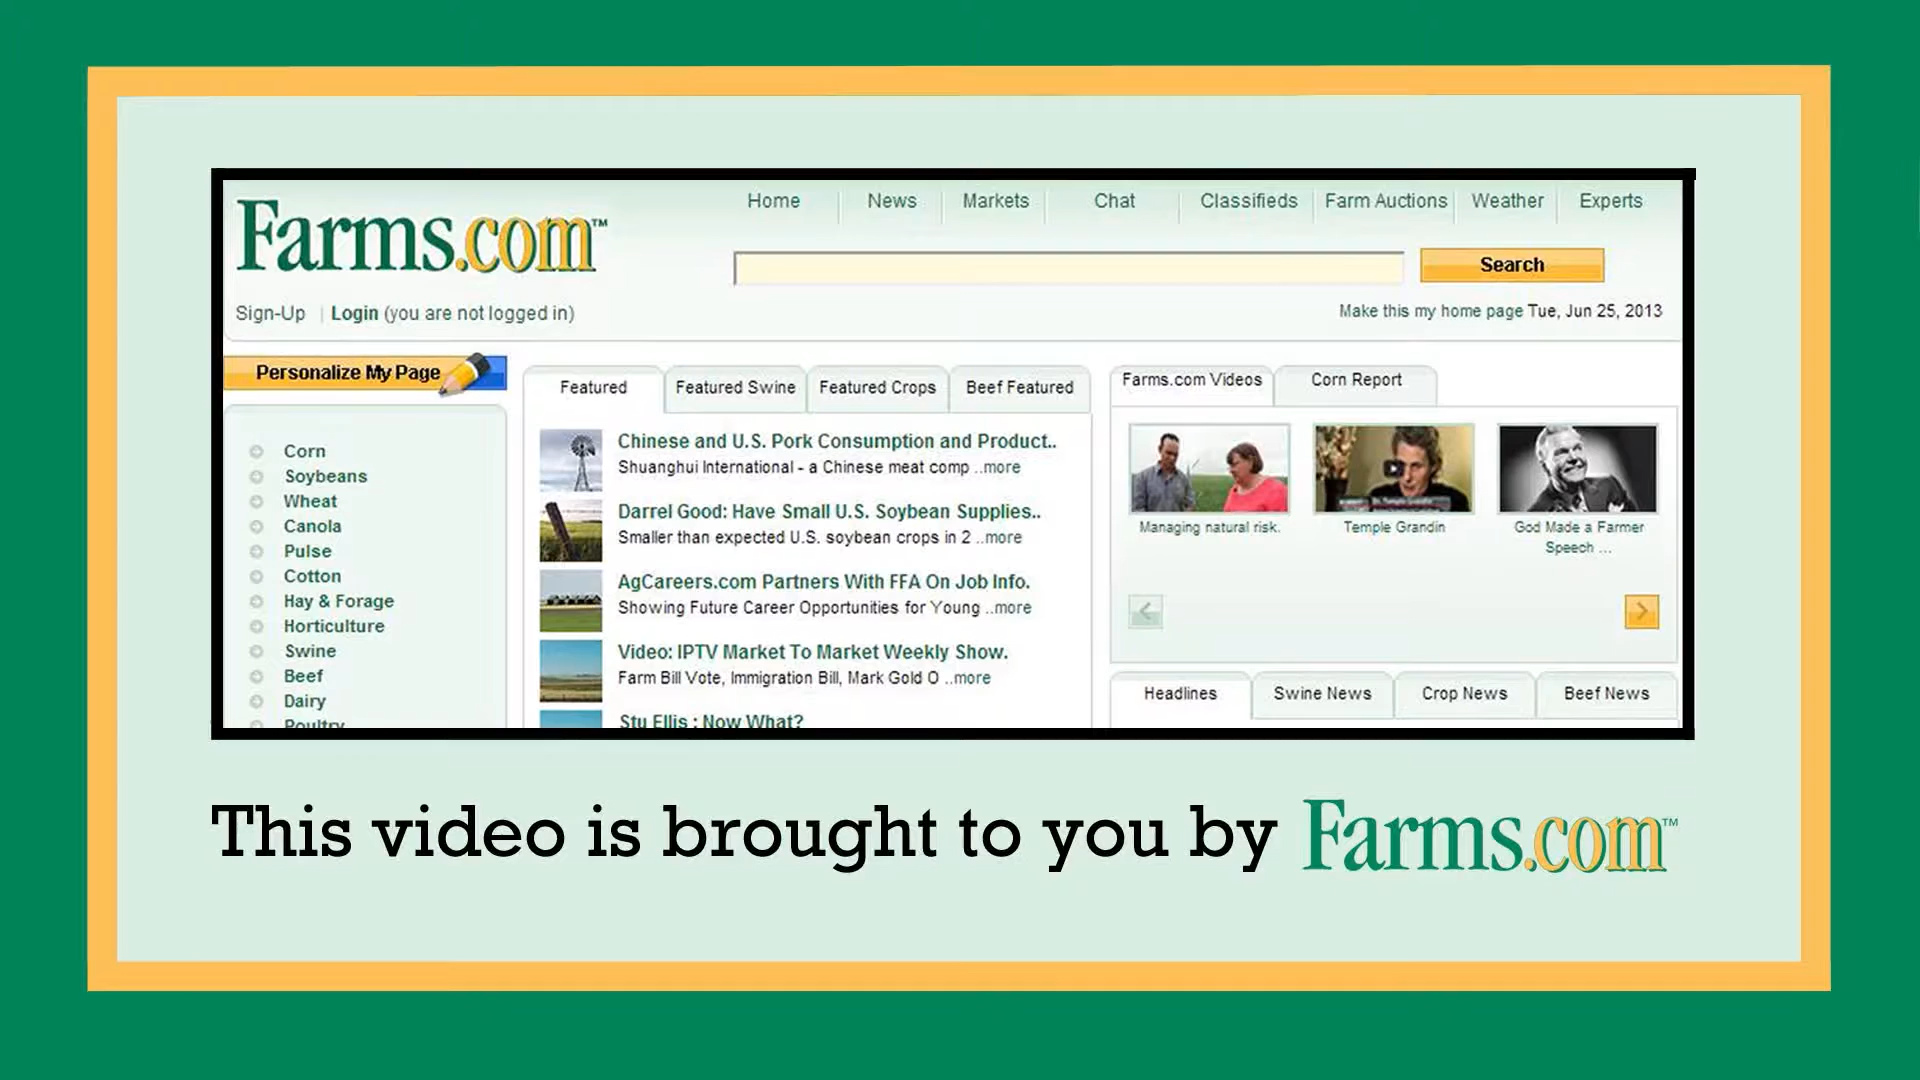 Farms.com™
Home News Markets Chat Classifieds Farm Auctions Weather Experts
Search
Sign-Up | Login (you are not logged in)
Make this my home page Tue, Jun 25, 2013
Personalize My Page
Corn
Soybeans
Wheat
Canola
Pulse
Cotton
Hay & Forage
Horticulture
Swine
Beef
Dairy
Poultry
Featured Featured Swine Featured Crops Beef Featured
Chinese and U.S. Pork Consumption and Product..
Shuanghui International - a Chinese meat comp ..more
Darrel Good: Have Small U.S. Soybean Supplies..
Smaller than expected U.S. soybean crops in 2 ..more
AgCareers.com Partners With FFA On Job Info.
Showing Future Career Opportunities for Young ..more
Video: IPTV Market To Market Weekly Show.
Farm Bill Vote, Immigration Bill, Mark Gold O ..more
Stu Ellis : Now What?
Farms.com Videos Corn Report
Managing natural risk.
Temple Grandin
God Made a Farmer
Speech ...
Headlines Swine News Crop News Beef News
This video is brought to you by Farms.com™